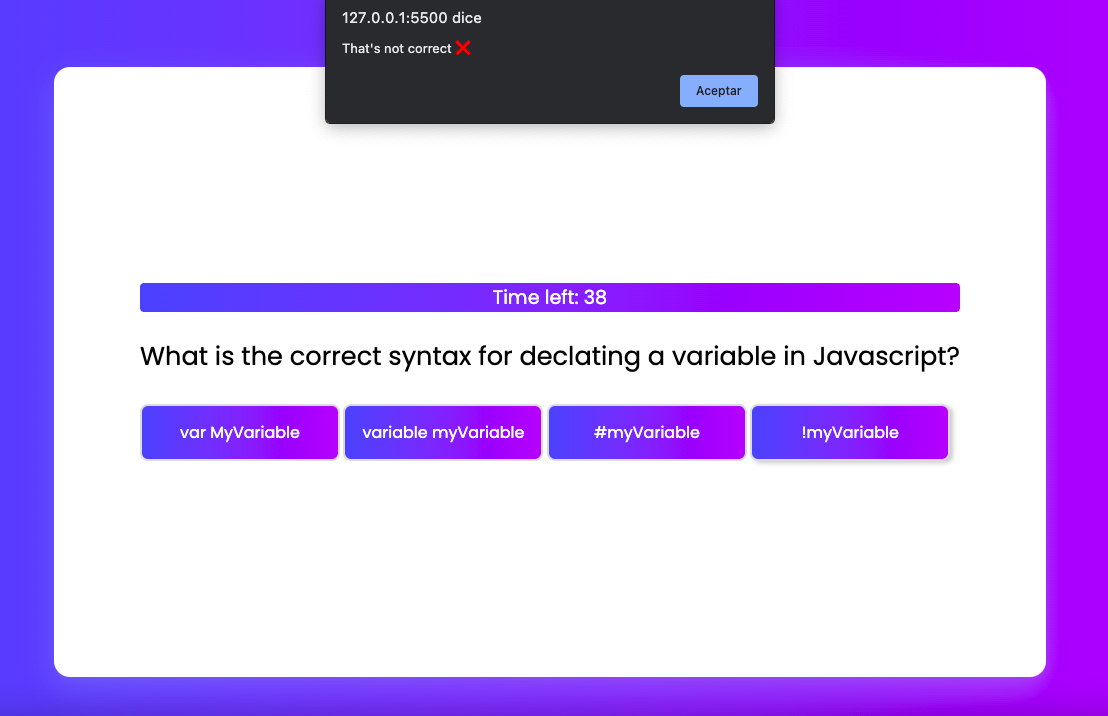 127.0.0.1:5500 dice
That's not correct ❌
Aceptar
Time left: 38
What is the correct syntax for declating a variable in Javascript?
var MyVariable
variable myVariable
#myVariable
!myVariable